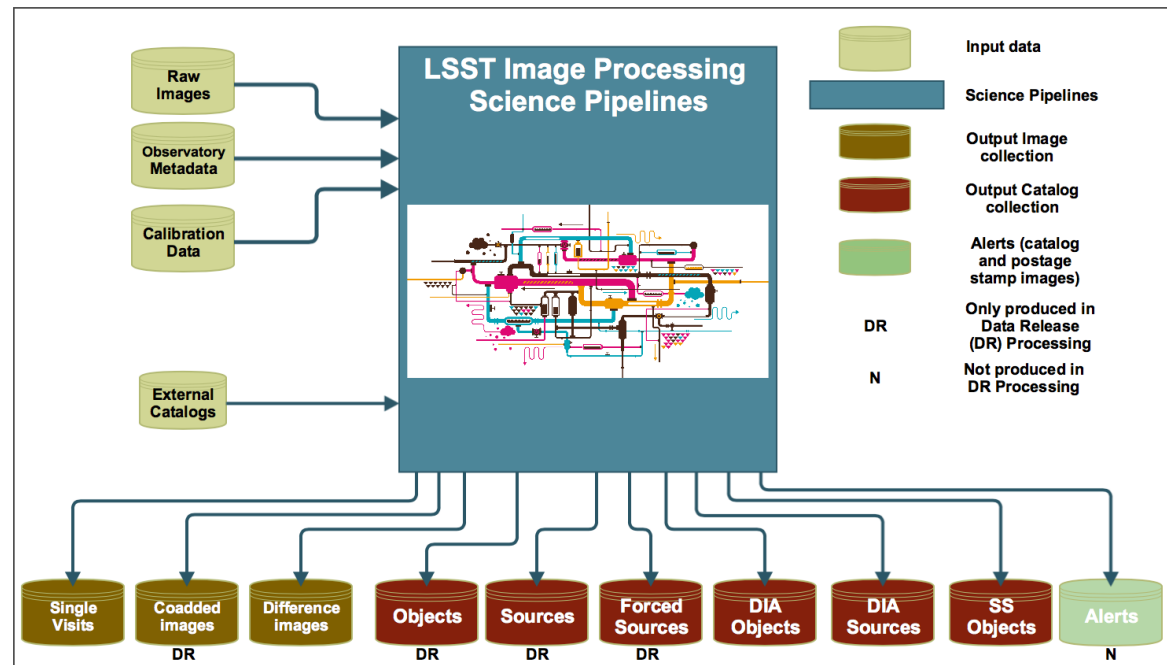 LSST Image Processing
Science Pipelines
Raw
Images
Observatory
Metadata
Calibration
Data
External
Catalogs
Input data
Science Pipelines
Output Image
collection
Output Catalog
collection
Alerts (catalog
and postage
stamp images)
DR
Only produced in
Data Release
(DR) Processing
N
Not produced in
DR Processing
Single
Visits
Coadded
images
DR
Difference
images
Objects
DR
Sources
DR
Forced
Sources
DR
DIA
Objects
DIA
Sources
SS
Objects
Alerts
N